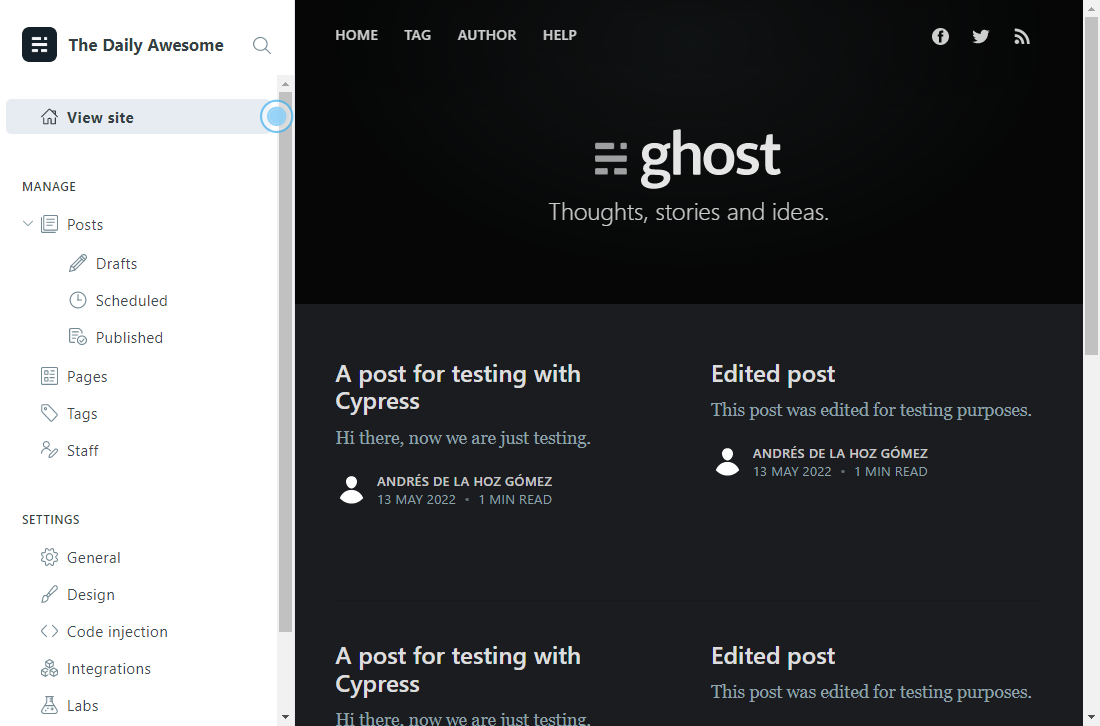 The Daily Awesome
View site
MANAGE
Posts
Drafts
Scheduled
Published
Pages
Tags
Staff
SETTINGS
General
Design
Code injection
Integrations
Labs
HOME TAG AUTHOR HELP
ghost
Thoughts, stories and ideas.
A post for testing with
Cypress
Hi there, now we are just testing.
ANDRÉS DE LA HOZ GÓMEZ
13 MAY 2022 • 1 MIN READ
Edited post
This post was edited for testing purposes.
ANDRÉS DE LA HOZ GÓMEZ
13 MAY 2022 • 1 MIN READ
A post for testing with
Cypress
Hi there, now we are just testing.
Edited post
This post was edited for testing purposes.